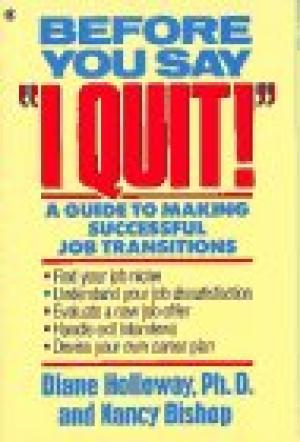 BEFORE
YOU SAY
"I QUIT!"
A GUIDE TO MAKING
SUCCESSFUL
JOB TRANSITIONS
• Find your job niche
• Understand your job dissatisfaction
• Evaluate a new job offer
• Handle exit interviews
• Devise your own career plan
Diane Holloway, Ph. D.
and Nancy Bishop